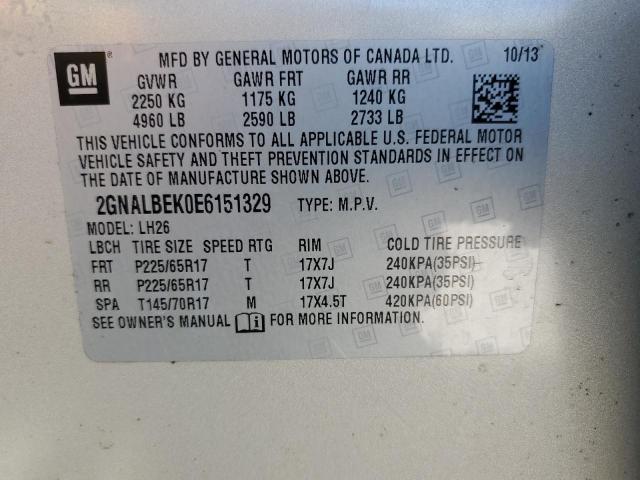 GM
MFD BY GENERAL MOTORS OF CANADA LTD. 10/13
GVWR GAWR FRT GAWR RR
2250 KG 1175 KG 1240 KG
4960 LB 2590 LB 2733 LB
THIS VEHICLE CONFORMS TO ALL APPLICABLE U.S. FEDERAL MOTOR
VEHICLE SAFETY AND THEFT PREVENTION STANDARDS IN EFFECT ON
THE DATE OF MANUFACTURE SHOWN ABOVE.
2GNALBEK0E6151329 TYPE: M.P.V.
MODEL: LH26
LBCH TIRE SIZE SPEED RTG RIM COLD TIRE PRESSURE
FRT P225/65R17 T 17X7J 240KPA(35PSI)
RR P225/65R17 T 17X7J 240KPA(35PSI)
SPA T145/70R17 M 17X4.5T 420KPA(60PSI)
SEE OWNER'S MANUAL FOR MORE INFORMATION.